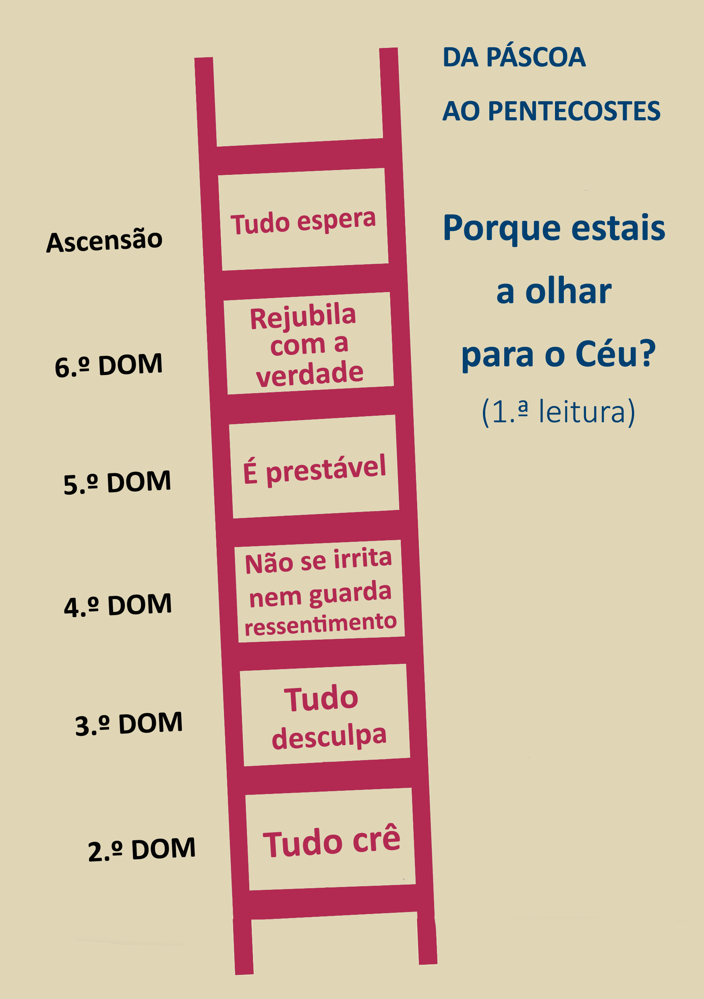 DA PÁSCOA
AO PENTECOSTES
Porque estais
a olhar
para o Céu?
(1.ª leitura)
Ascensão
Tudo espera
6.º DOM
Rejubila
com a
verdade
5.º DOM
É prestável
4.º DOM
Não se irrita
nem guarda
ressentimento
3.º DOM
Tudo
desculpa
2.º DOM
Tudo crê